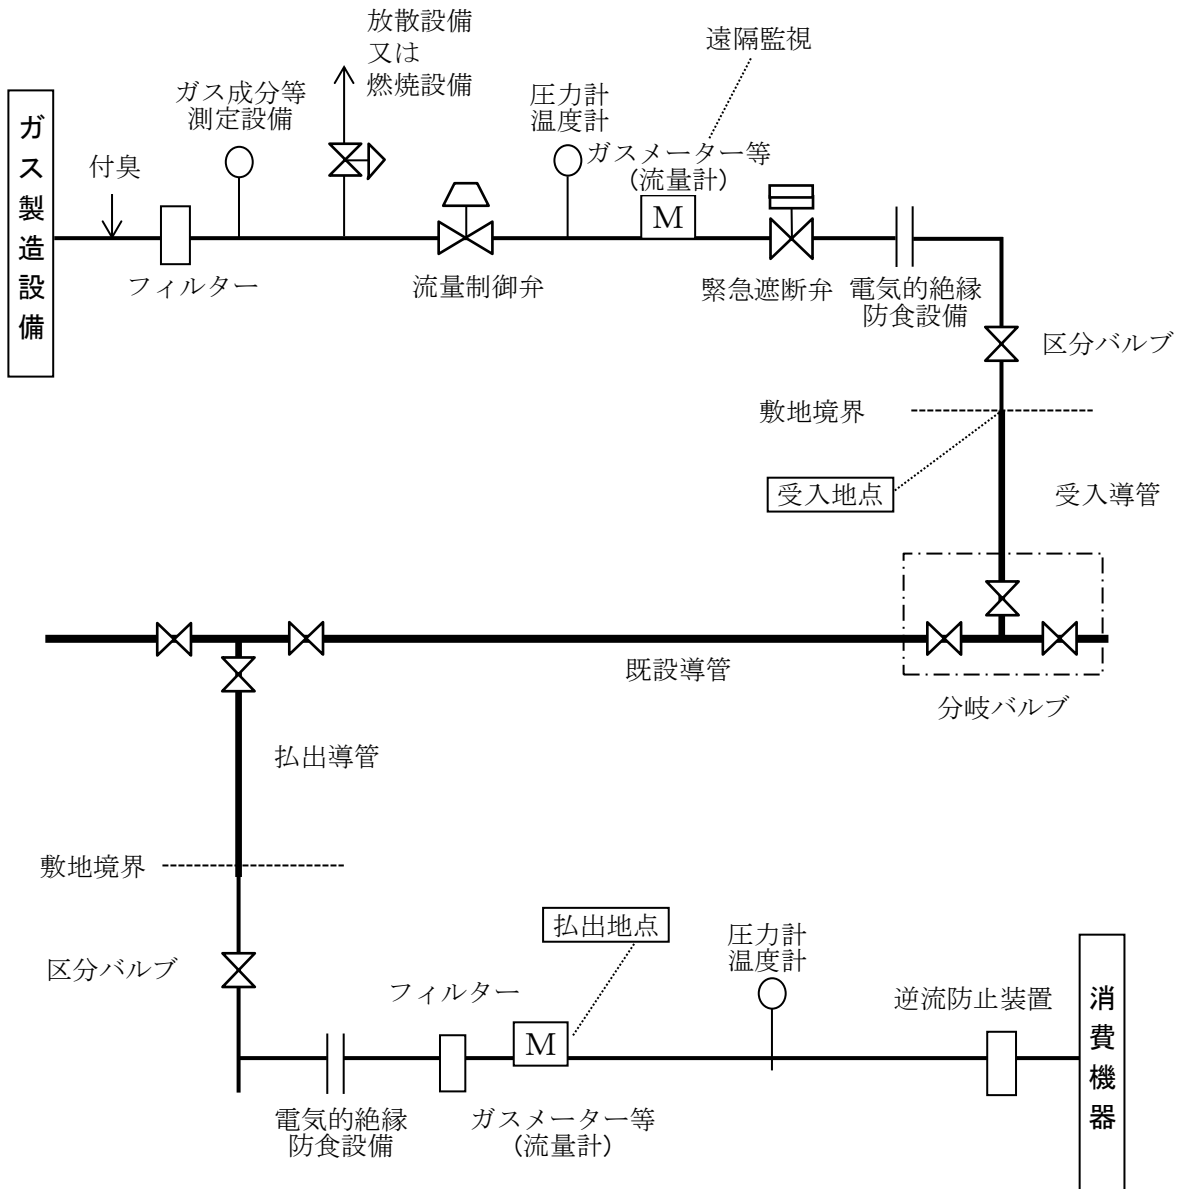 放散設備
又は
燃焼設備
遠隔監視
ガス成分等
測定設備
圧力計
温度計
ガスメーター等
(流量計)
付臭
ガス製造設備
M
フィルター
流量制御弁
緊急遮断弁
電気的絶縁
防食設備
区分バルブ
敷地境界
受入地点
受入導管
既設導管
分岐バルブ
払出導管
敷地境界
払出地点
圧力計
温度計
区分バルブ
フィルター
逆流防止装置
消費機器
M
電気的絶縁
防食設備
ガスメーター等
(流量計)